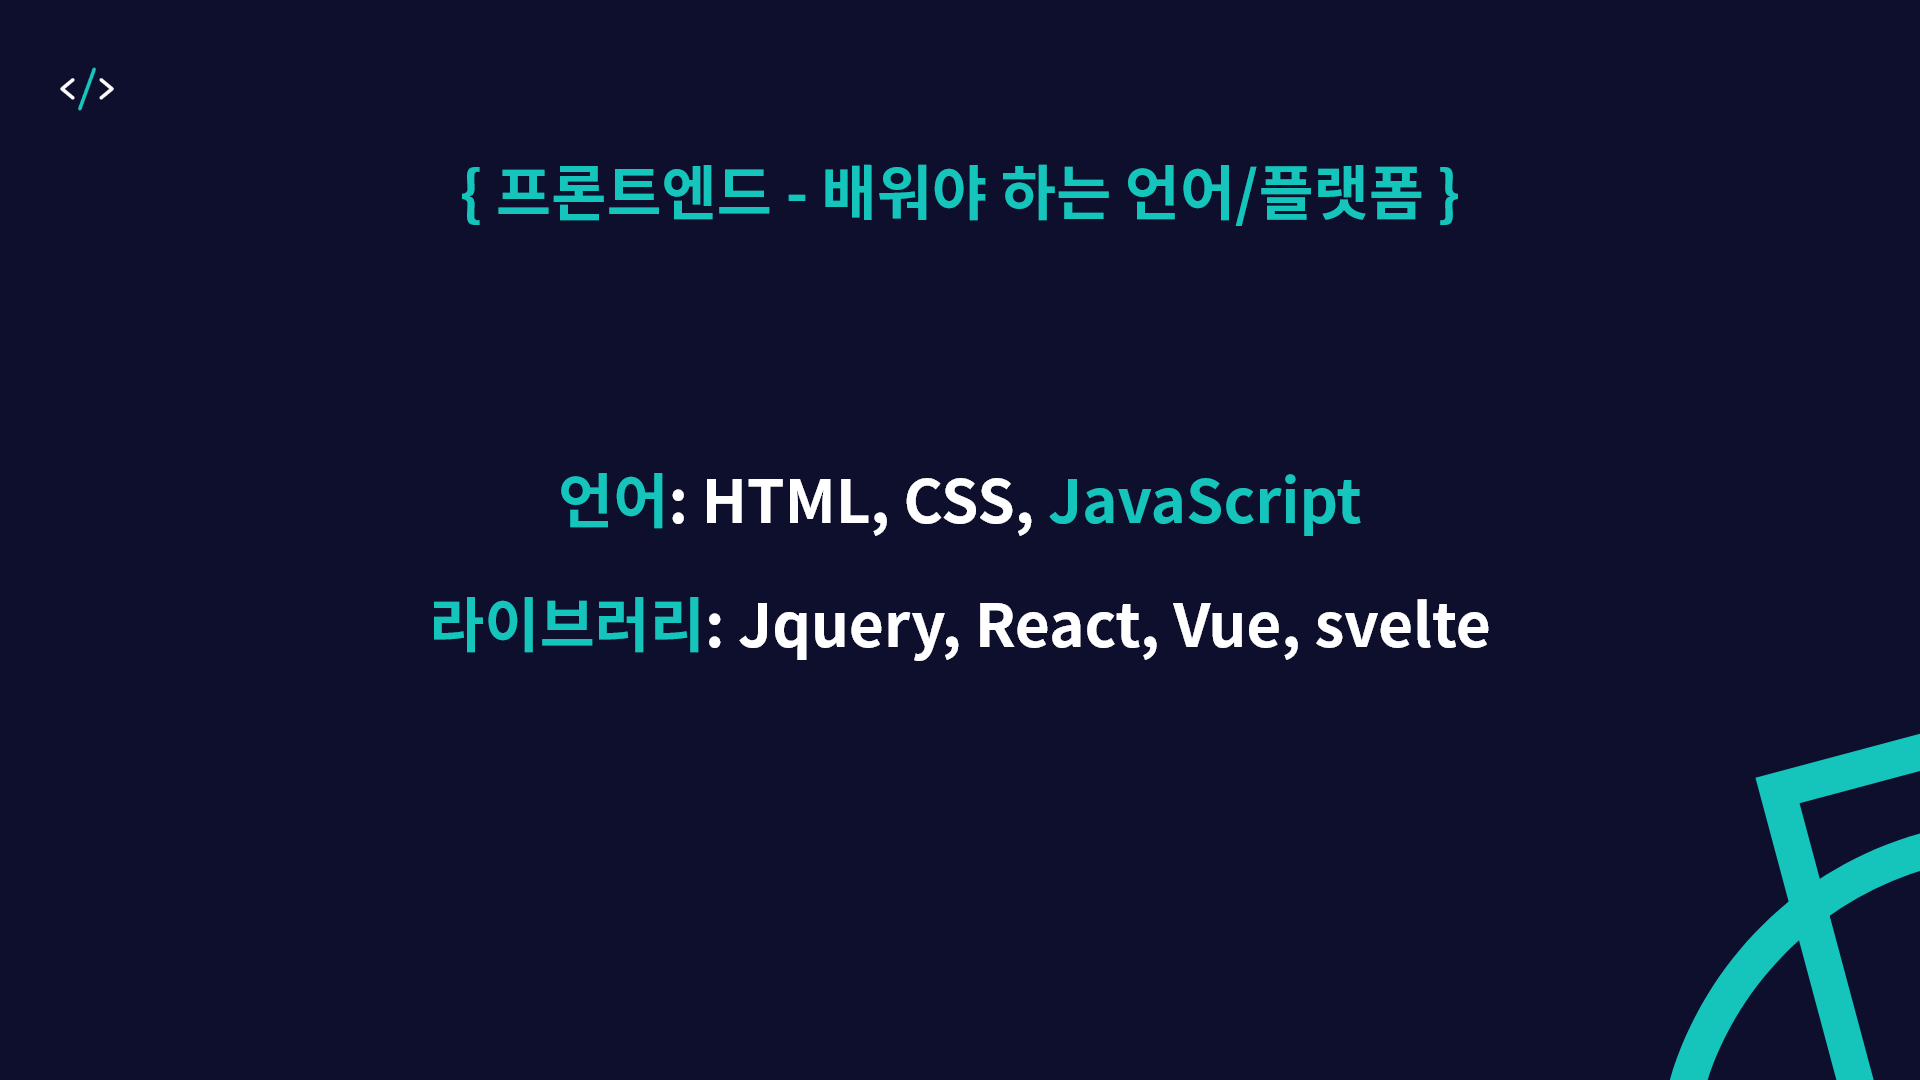 </>
{ 프론트엔드 - 배워야 하는 언어/플랫폼 }
언어: HTML, CSS, JavaScript
라이브러리: Jquery, React, Vue, svelte